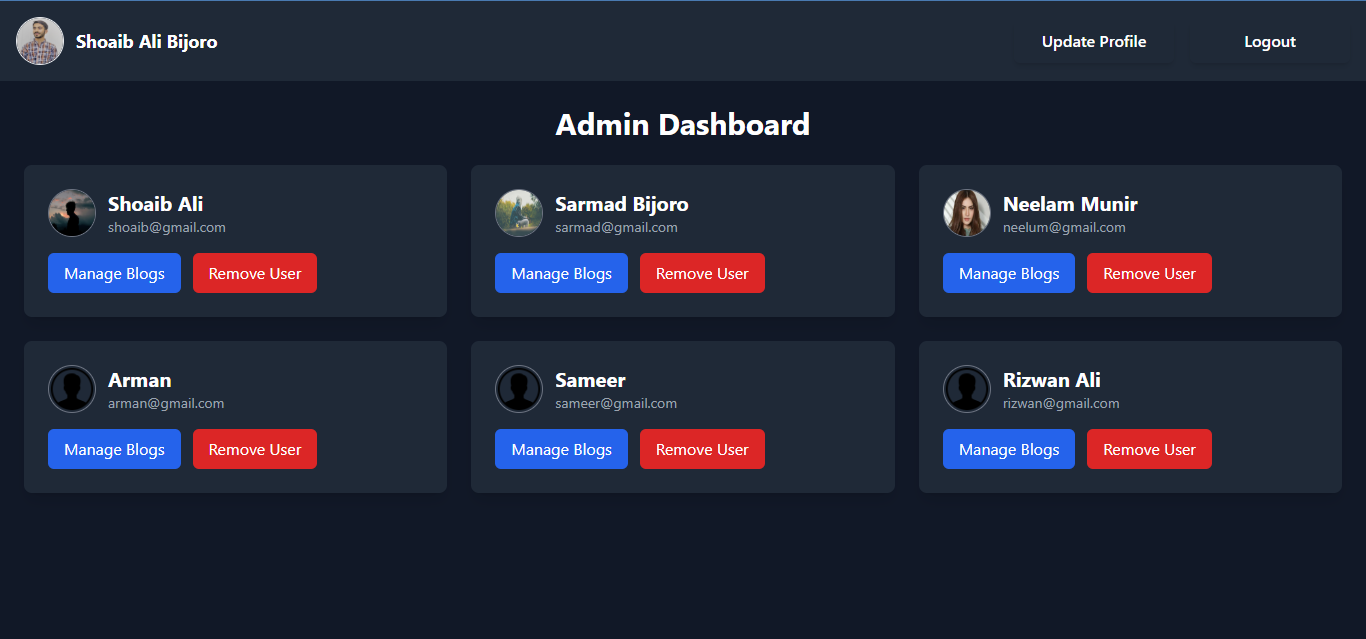 Shoaib Ali Bijoro
Update Profile
Logout
Admin Dashboard
Shoaib Ali
shoaib@gmail.com
Manage Blogs
Remove User
Sarmad Bijoro
sarmad@gmail.com
Manage Blogs
Remove User
Neelam Munir
neelum@gmail.com
Manage Blogs
Remove User
Arman
arman@gmail.com
Manage Blogs
Remove User
Sameer
sameer@gmail.com
Manage Blogs
Remove User
Rizwan Ali
rizwan@gmail.com
Manage Blogs
Remove User